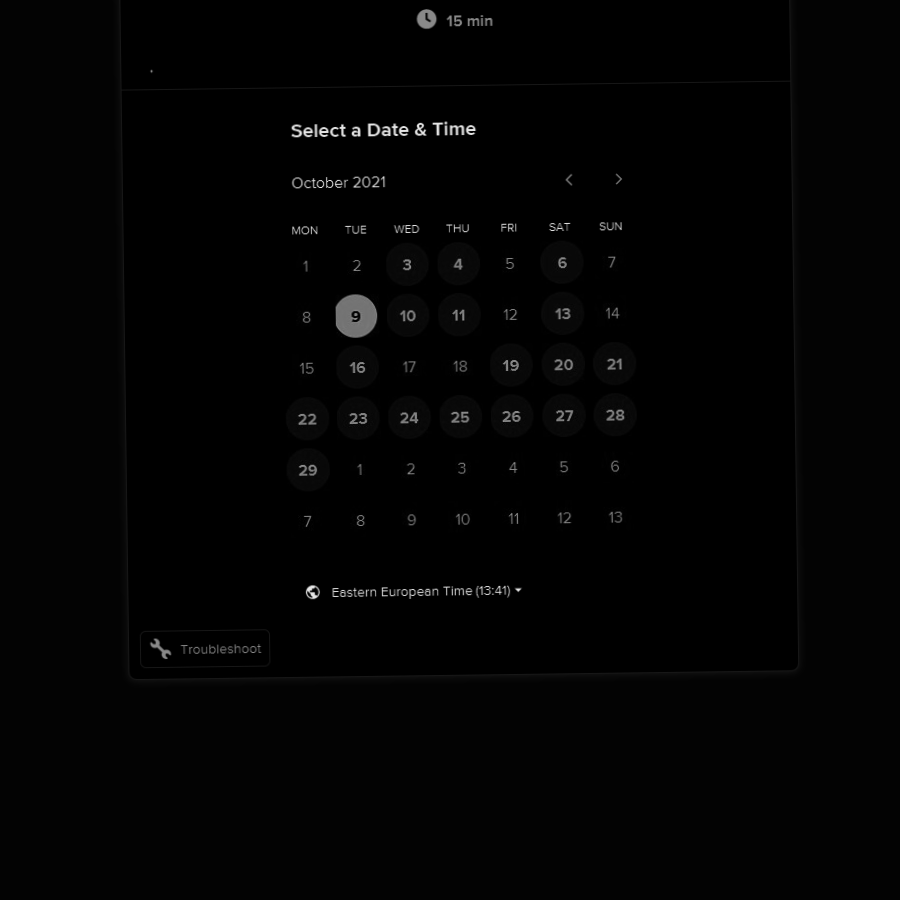 15 min
Select a Date & Time
October 2021
MON TUE WED THU FRI SAT SUN
1 2 3 4 5 6 7
8 9 10 11 12 13 14
15 16 17 18 19 20 21
22 23 24 25 26 27 28
29 1 2 3 4 5 6
7 8 9 10 11 12 13
Eastern European Time (13:41)
Troubleshoot